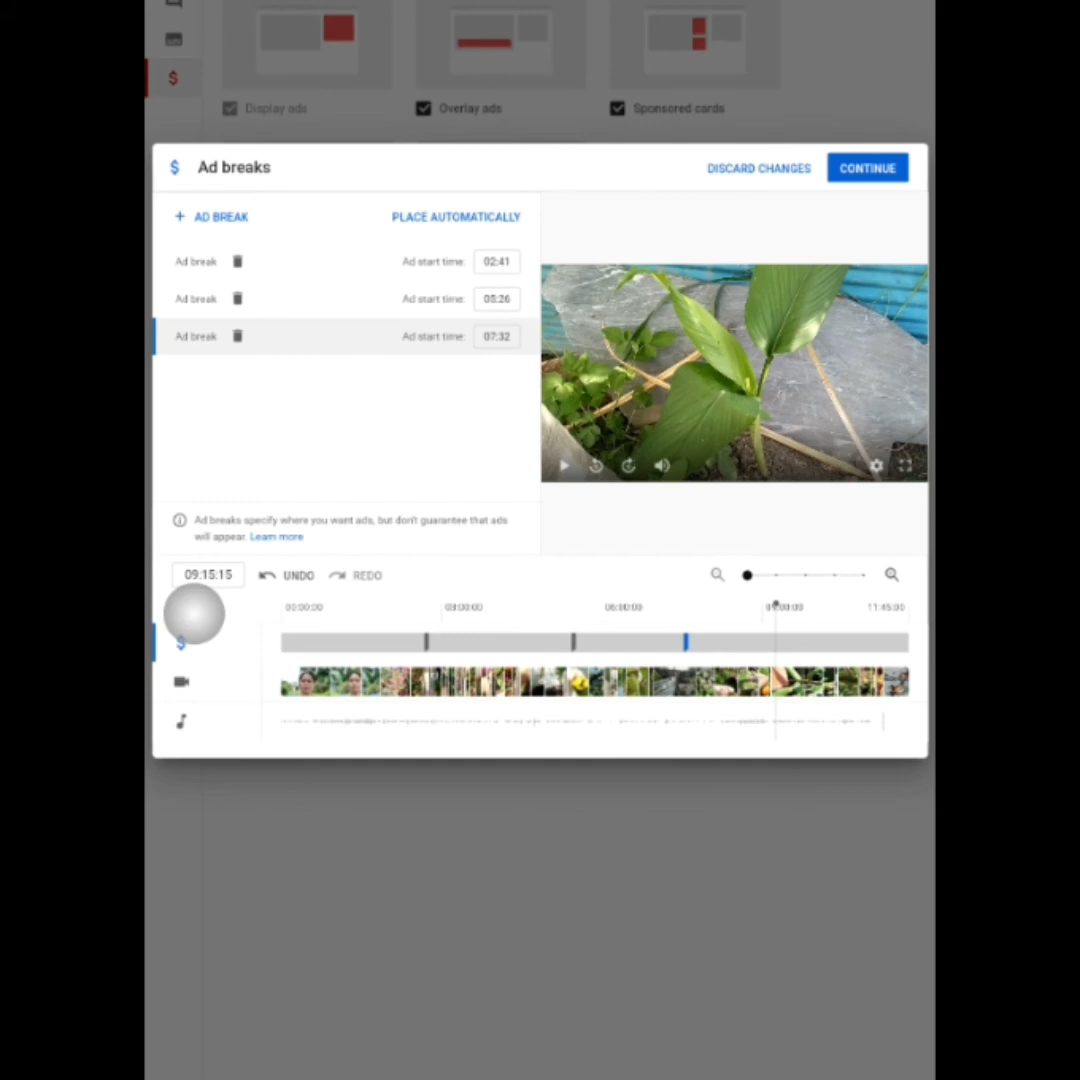 $
Display ads
Overlay ads
Sponsored cards
$ Ad breaks
DISCARD CHANGES
CONTINUE
+ AD BREAK
PLACE AUTOMATICALLY
Ad break
Ad start time:
02:41
Ad break
Ad start time:
05:26
Ad break
Ad start time:
07:32
Ad breaks specify where you want ads, but don't guarantee that ads
will appear. Learn more
09:15:15
UNDO
REDO
00:00:00
03:00:00
06:00:00
09:00:00
11:45:00
$